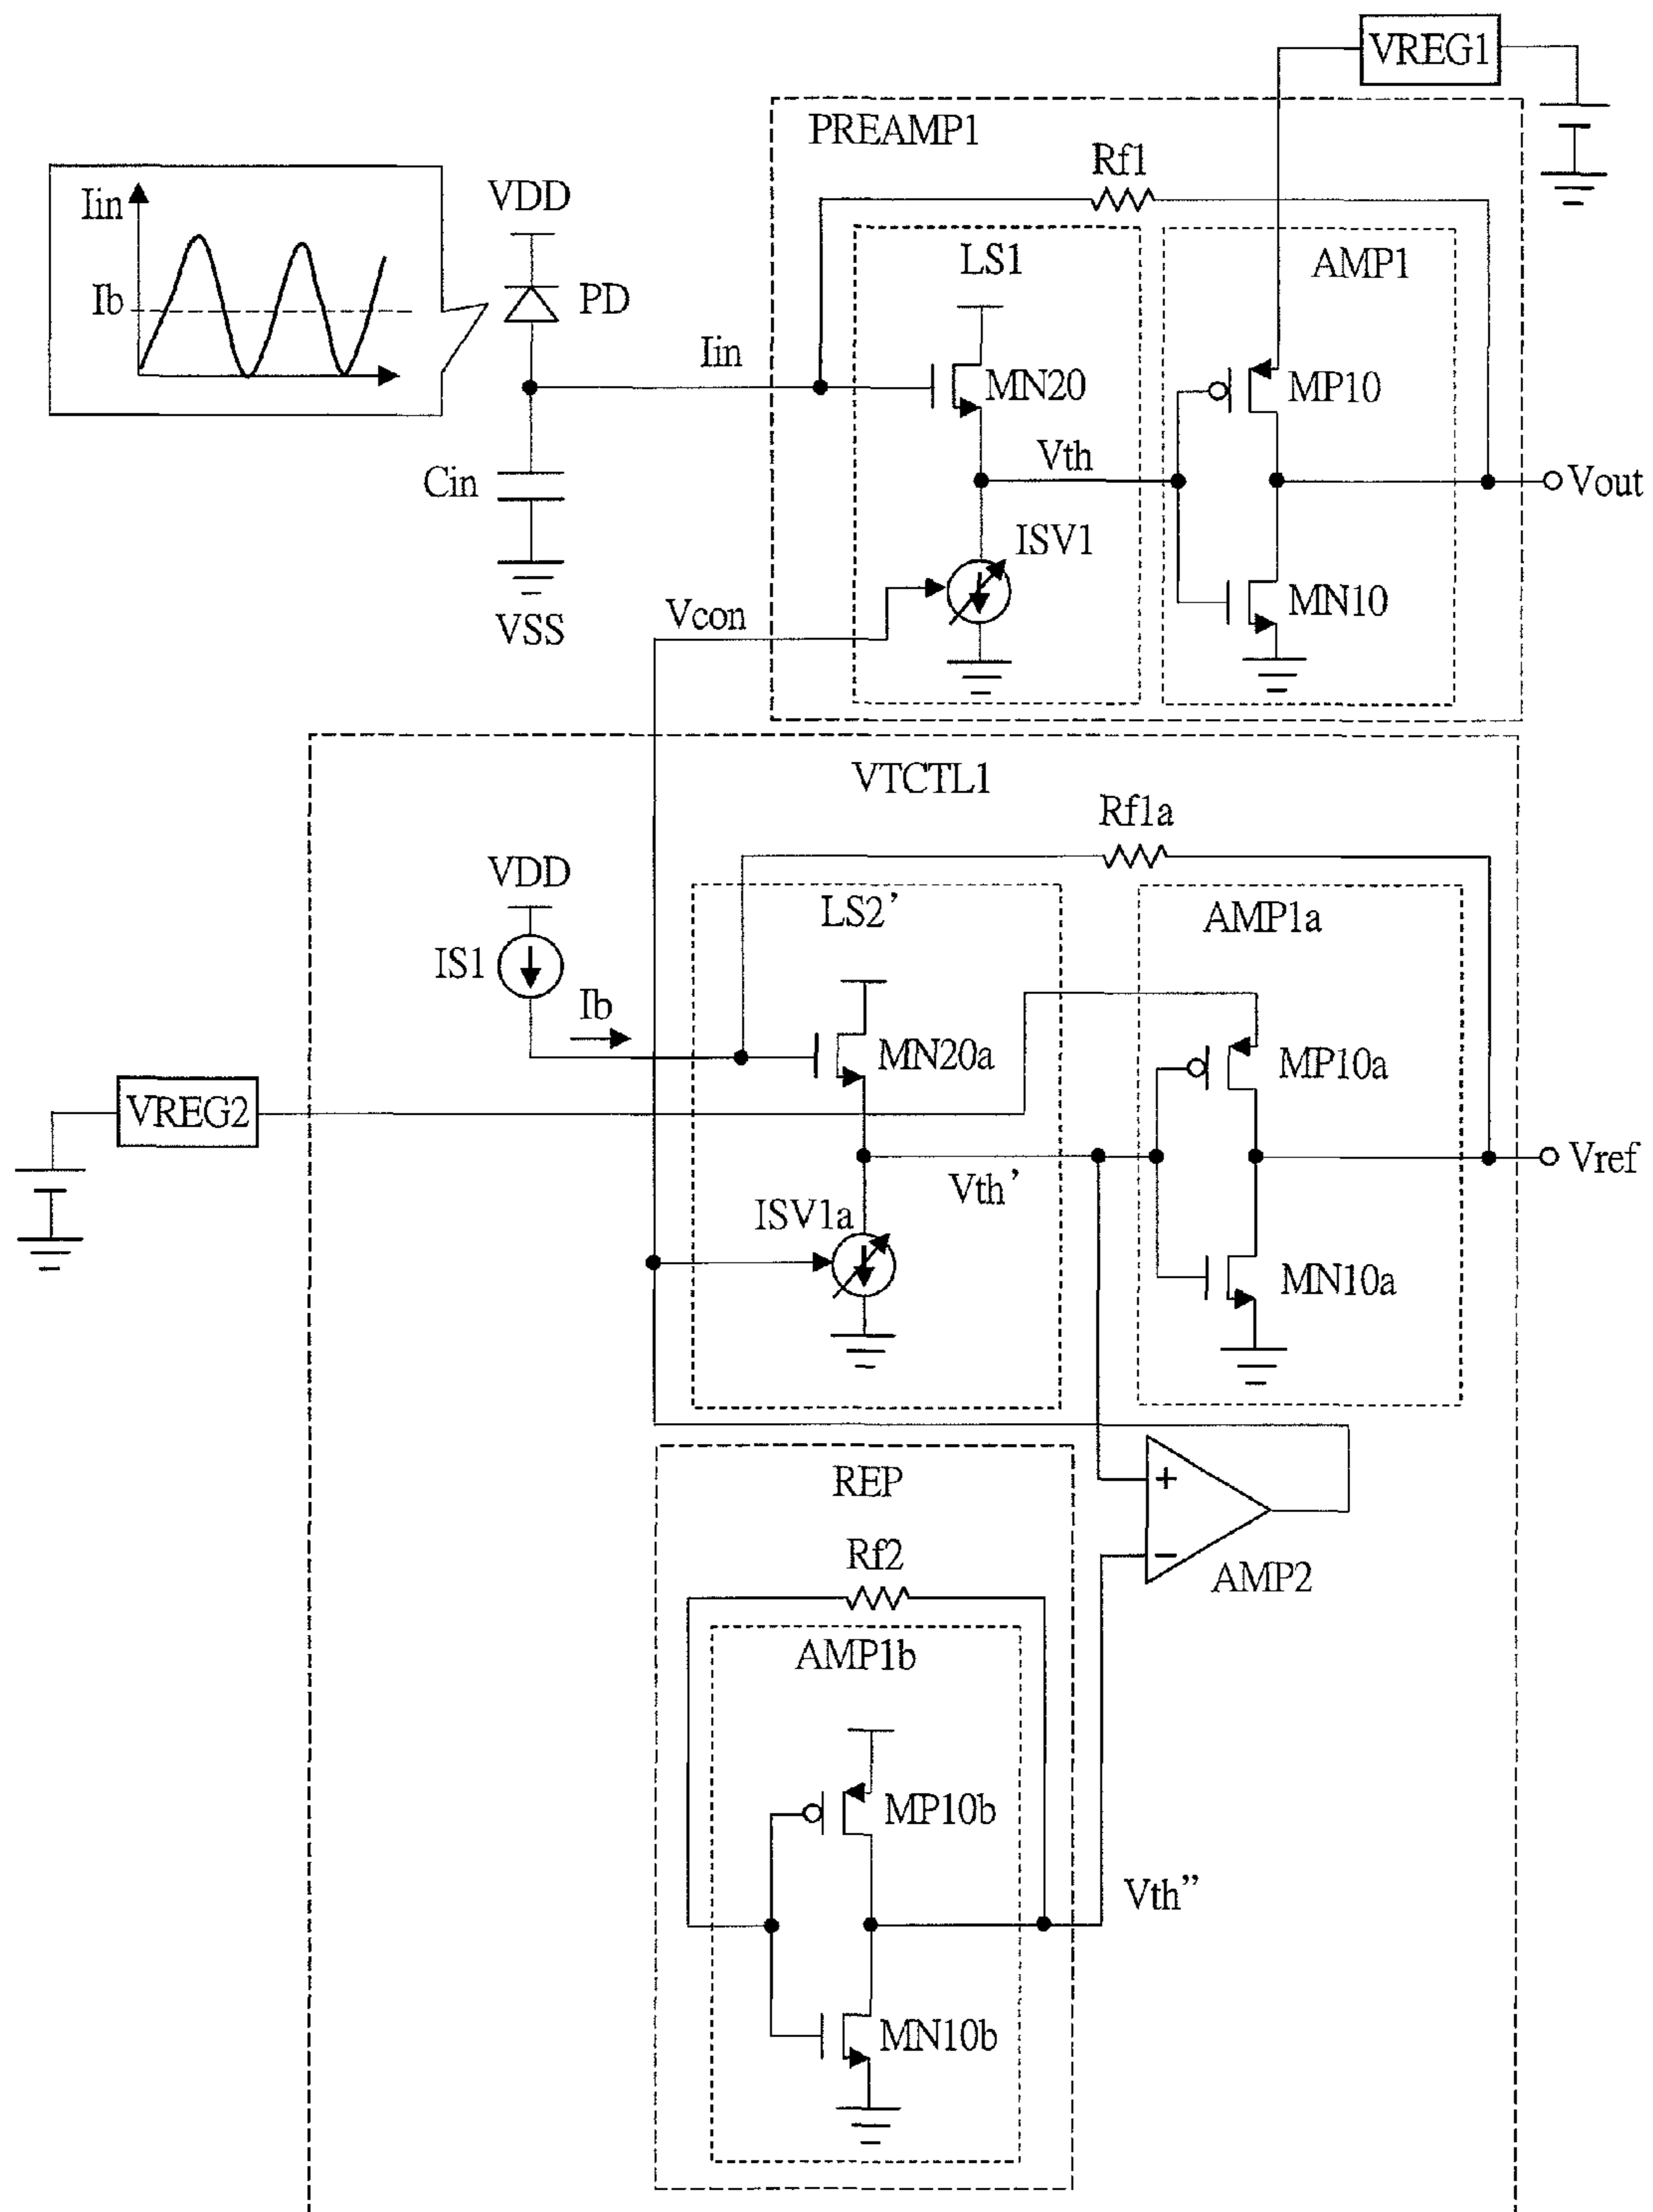 VREG1
PREAMP1
Rf1
Iin
Ib
VDD
PD
LS1
AMP1
Iin
MN20
MP10
Cin
Vth
Vout
ISV1
VSS
Vcon
MN10
VTCTL1
Rf1a
VDD
LS2’
AMP1a
IS1
Ib
MN20a
MP10a
VREG2
Vth’
Vref
ISV1a
MN10a
REP
+
Rf2
−
AMP2
AMP1b
MP10b
Vth”
MN10b